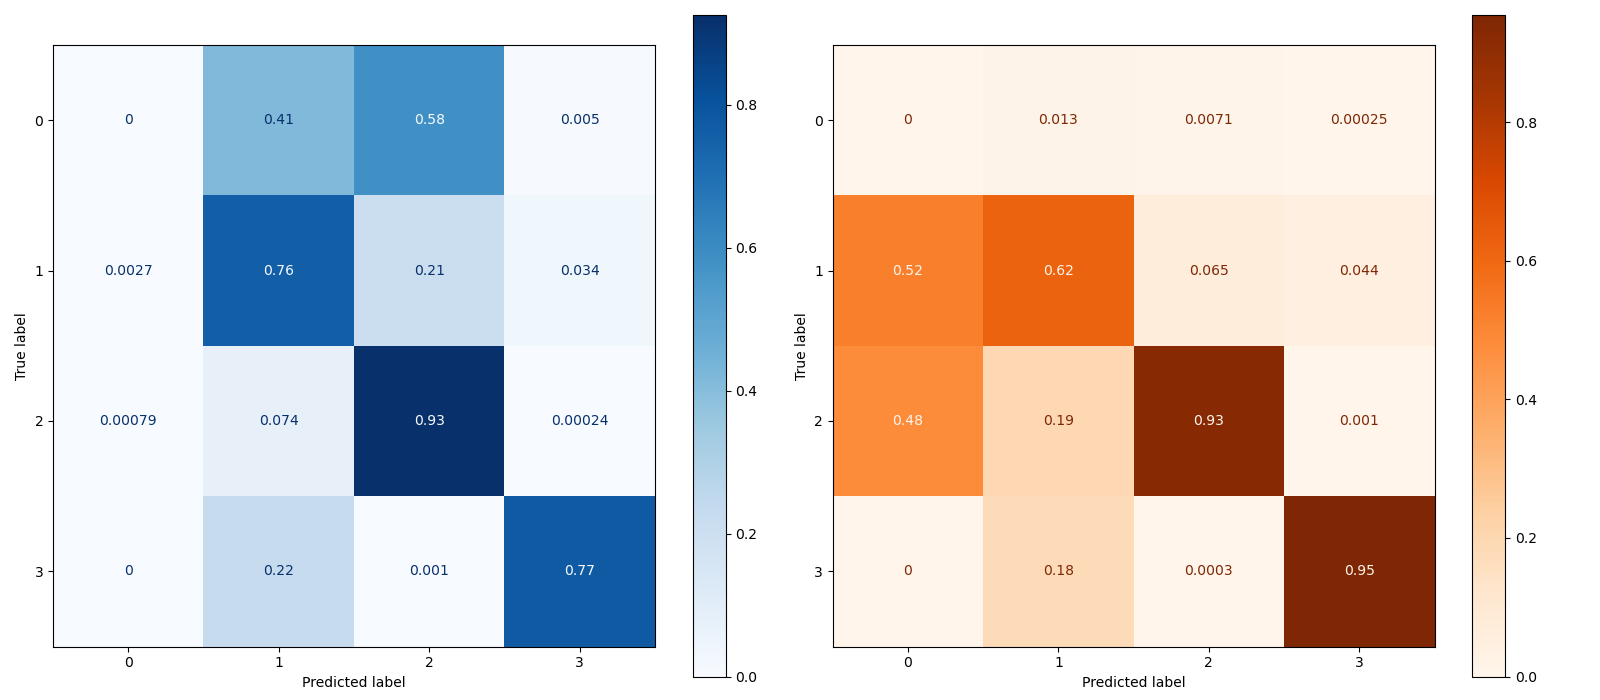 0 0.41 0.58 0.005
1 0.0027 0.76 0.21 0.034
2 0.00079 0.074 0.93 0.00024
3 0 0.22 0.001 0.77
0
0 1 2 3
Predicted label
True label
0.8
0.6
0.4
0.2
0.0
0 0 0.013 0.0071 0.00025
1 0.52 0.62 0.065 0.044
2 0.48 0.19 0.93 0.001
3 0 0.18 0.0003 0.95
0 1 2 3
Predicted label
True label
0.8
0.6
0.4
0.2
0.0